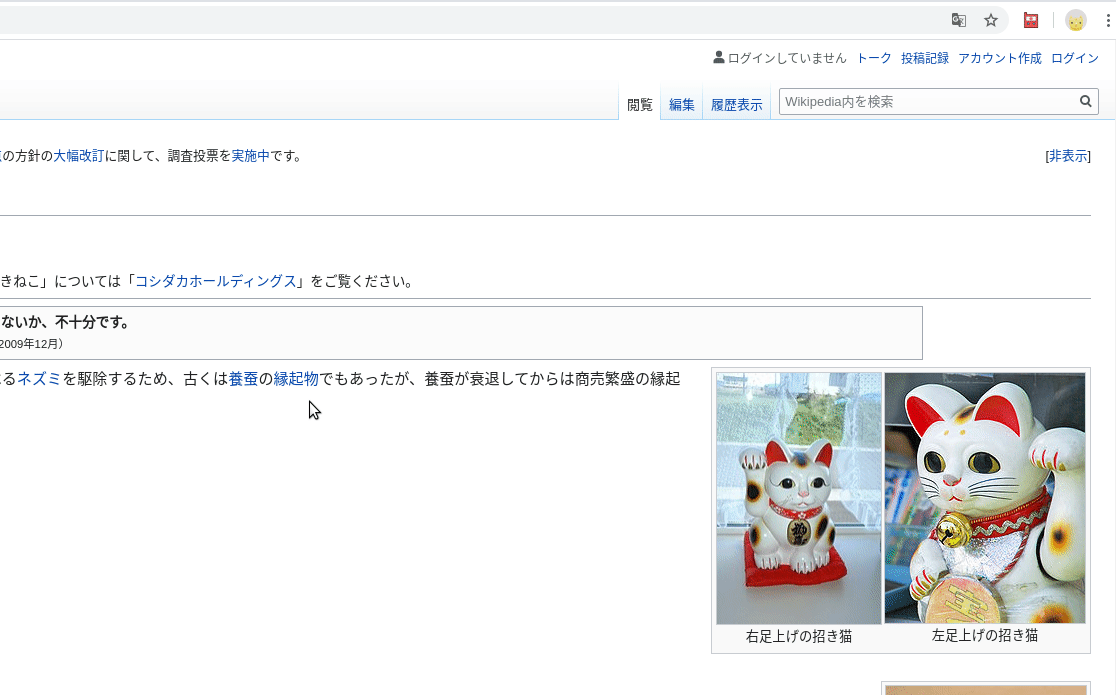 ログインしていません トーク 投稿記録 アカウント作成 ログイン
閲覧 編集 履歴表示 Wikipedia内を検索
の方針の大幅改訂に関して、調査投票を実施中です。 [非表示]
きねこ」については「コシダカホールディングス」をご覧ください。
ないか、不十分です。
2009年12月）
るネズミを駆除するため、古くは養蚕の縁起物でもあったが、養蚕が衰退してからは商売繁盛の縁起
右足上げの招き猫 左足上げの招き猫